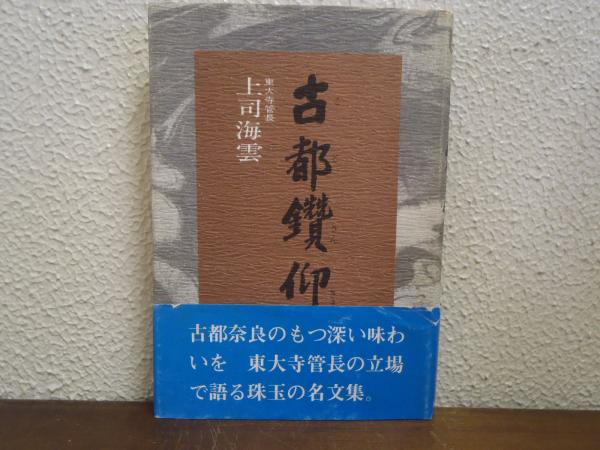 古都鑽仰
東大寺管長
上司海雲
古都奈良のもつ深い味わ
いを　東大寺管長の立場
で語る珠玉の名文集。